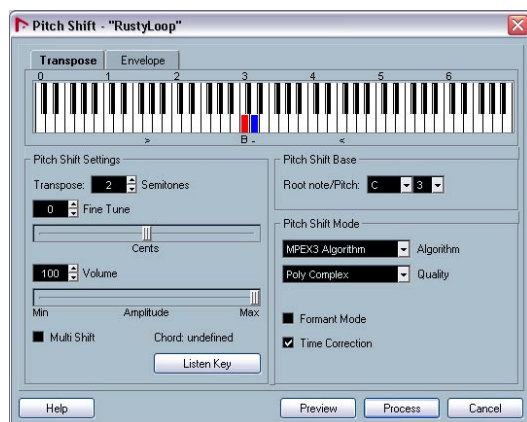 Pitch Shift - "RustyLoop"
Transpose Envelope
0 1 2 3 4 5 6
> B - <
Pitch Shift Settings
Transpose: 2 Semitones
0 Fine Tune
Cents
100 Volume
Min Amplitude Max
Multi Shift Chord: undefined
Listen Key
Pitch Shift Base
Root note/Pitch: C 3
Pitch Shift Mode
MPEX3 Algorithm Algorithm
Poly Complex Quality
Formant Mode
Time Correction
Help Preview Process Cancel